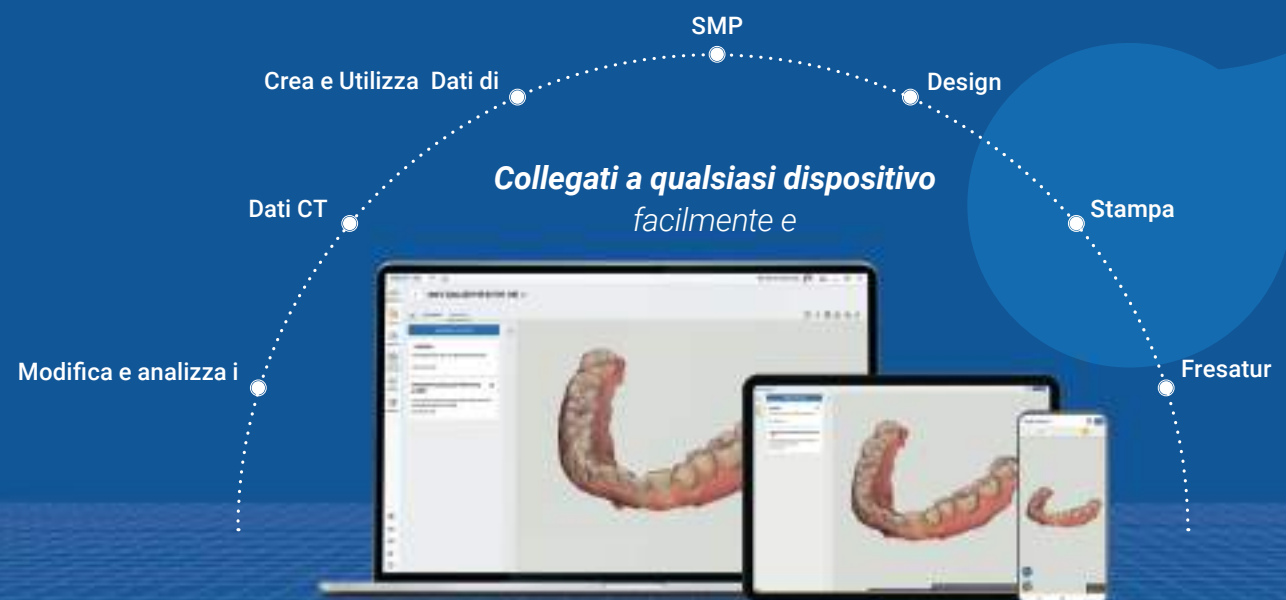 SMP
Crea e Utilizza Dati di
Design
Collegati a qualsiasi dispositivo
facilmente e
Dati CT
Stampa
Modifica e analizza i
Fresatur